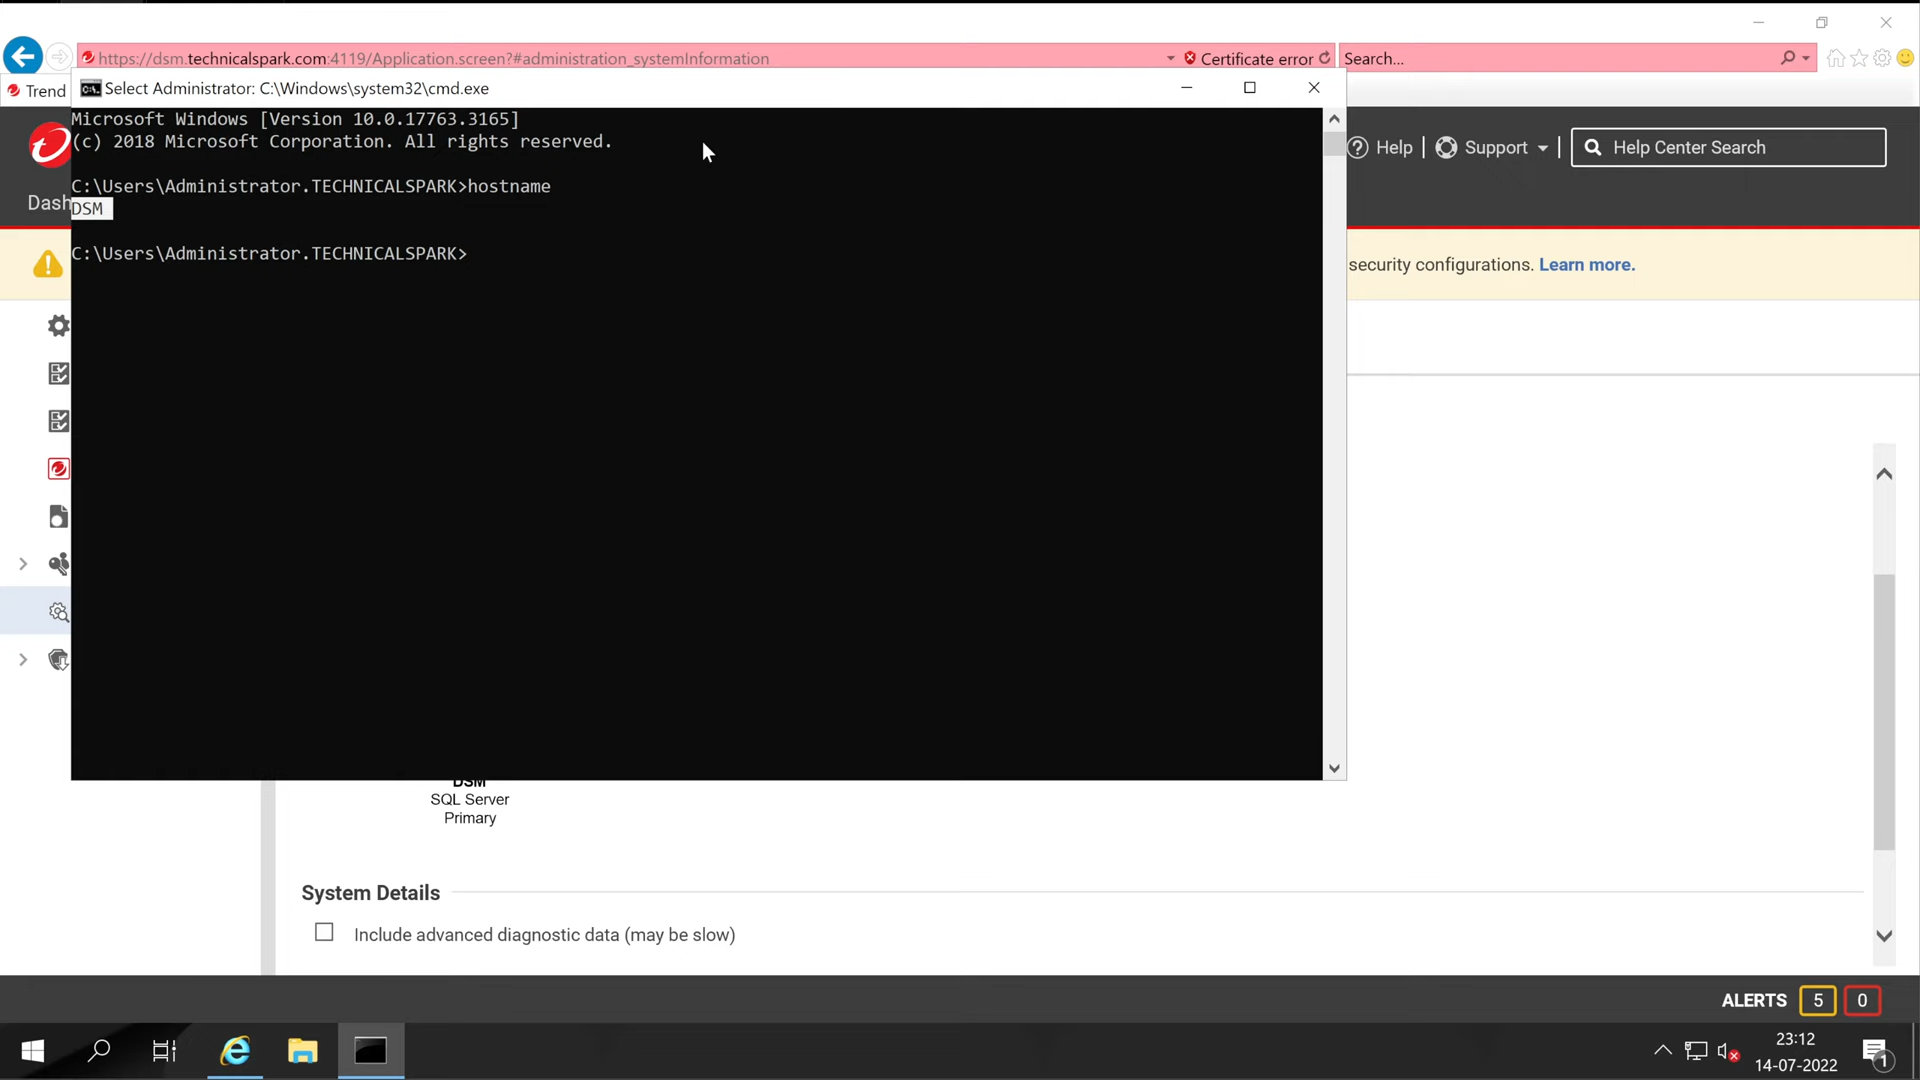 https://dsm.technicalspark.com:4119/Application.screen?#administration_systemInformation
Certificate error
Search...
Trend
Select Administrator: C:\Windows\system32\cmd.exe
Microsoft Windows [Version 10.0.17763.3165]
(c) 2018 Microsoft Corporation. All rights reserved.
C:\Users\Administrator.TECHNICALSPARK>hostname
DSM
C:\Users\Administrator.TECHNICALSPARK>
Help
Support
Help Center Search
Dash
security configurations. Learn more.
DSM
SQL Server
Primary
System Details
Include advanced diagnostic data (may be slow)
ALERTS 5 0
23:12
14-07-2022
1